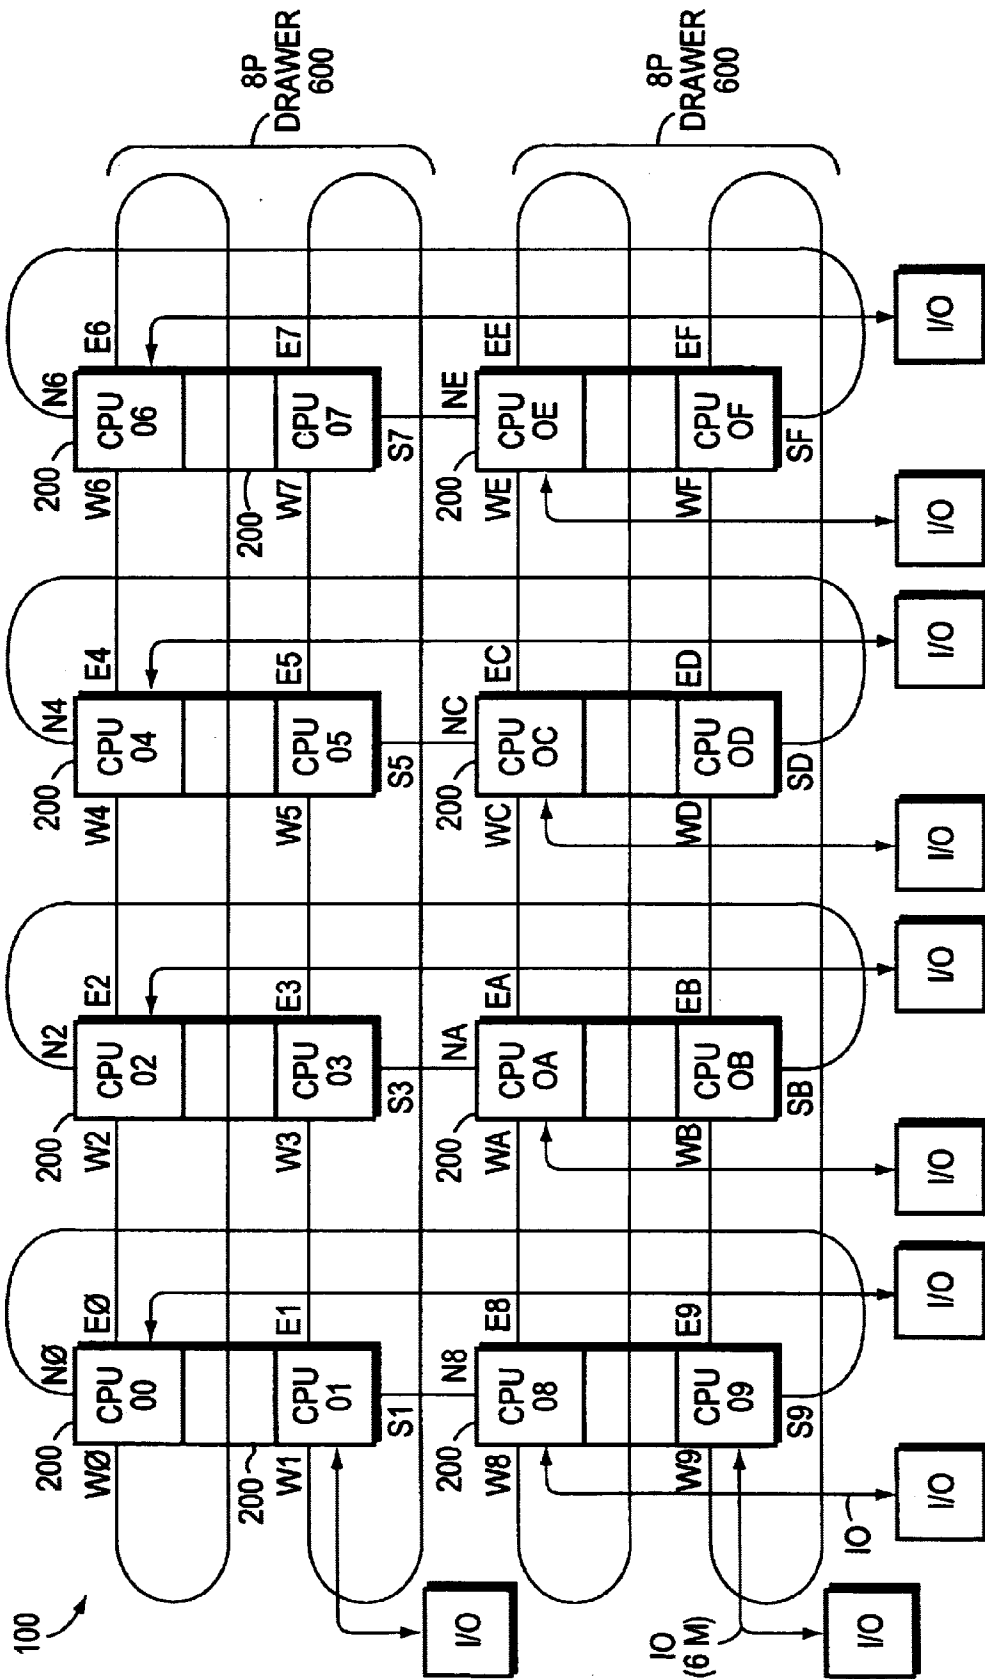 100
200 NØ 200 N2 200 N4 200 N6
WØ EØ W2 E2 W4 E4 W6 E6
CPU CPU CPU CPU
00 02 04 06
200 200
8P
DRAWER
600
W1 E1 W3 E3 W5 E5 W7 E7
CPU CPU CPU CPU
01 03 05 07
S1 S3 S5 S7
N8 NA NC NE
200 200 200 200
I/O
W8 E8 WA EA WC EC WE EE
CPU CPU CPU CPU
08 0A 0C 0E
8P
DRAWER
600
IO
(6 M)
W9 E9 WB EB WD ED WF EF
CPU CPU CPU CPU
09 0B 0D 0F
S9 SB SD SF
IO
I/O
I/O I/O I/O I/O I/O I/O I/O I/O